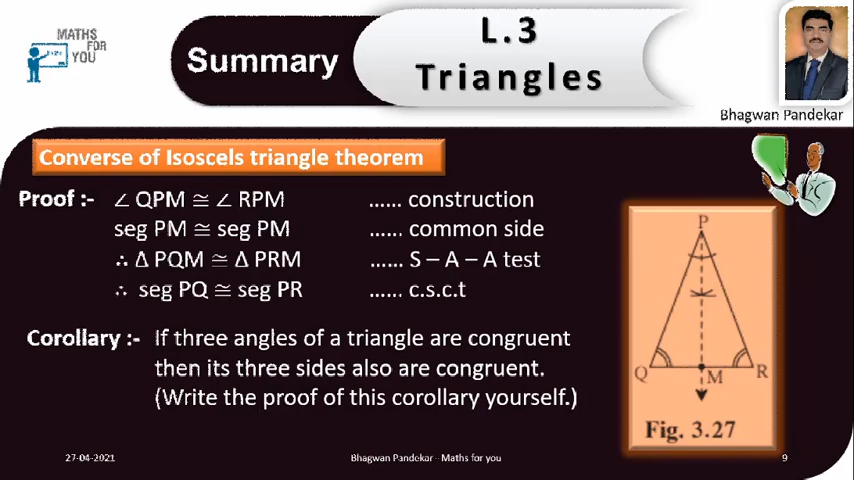 MATHS
FOR
YOU
Summary
L.3
Triangles
Bhagwan Pandekar
Converse of Isoscels triangle theorem
Proof :- ∠ QPM ≅ ∠ RPM ...... construction
seg PM ≅ seg PM ...... common side
∴ Δ PQM ≅ Δ PRM ...... S – A – A test
∴ seg PQ ≅ seg PR ...... c.s.c.t
Corollary :- If three angles of a triangle are congruent
then its three sides also are congruent.
(Write the proof of this corollary yourself.)
P
Q M R
Fig. 3.27
27-04-2021 Bhagwan Pandekar - Maths for you 9